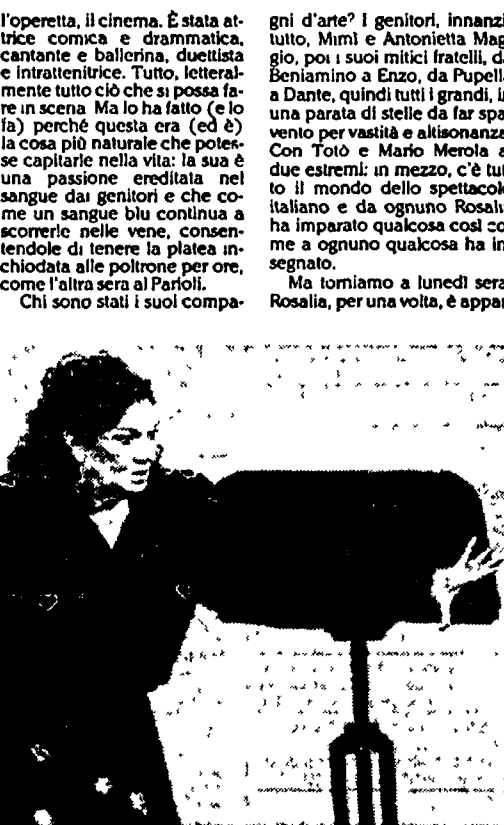 l'operetta, il cinema. È stata at-
trice comica e drammatica,
cantante e ballerina, duettista
e intrattenitrice. Tutto, letteral-
mente tutto ciò che si possa fa-
re in scena Ma lo ha fatto (e lo
fa) perché questa era (ed è)
la cosa più naturale che potes-
se capitarle nella vita: la sua è
una passione ereditata nel
sangue dai genitori e che co-
me un sangue blu continua a
scorrerle nelle vene, consen-
tendole di tenere la platea in-
chiodata alle poltrone per ore,
come l'altra sera al Parioli.
Chi sono stati i suoi compa-
gni d'arte? I genitori, innanzi
tutto, Mimì e Antonietta Mag
gio, poi i suoi mitici fratelli, da
Beniamino a Enzo, da Pupell
a Dante, quindi tutti i grandi, in
una parata di stelle da far spa
vento per vastità e altisonanza
Con Totò e Mario Merola a
due estremi: in mezzo, c'è tut
to il mondo dello spettacolo
italiano e da ognuno Rosalia
ha imparato qualcosa così co
me a ognuno qualcosa ha in
segnato.
Ma torniamo a lunedì sera
Rosalia, per una volta, è appar